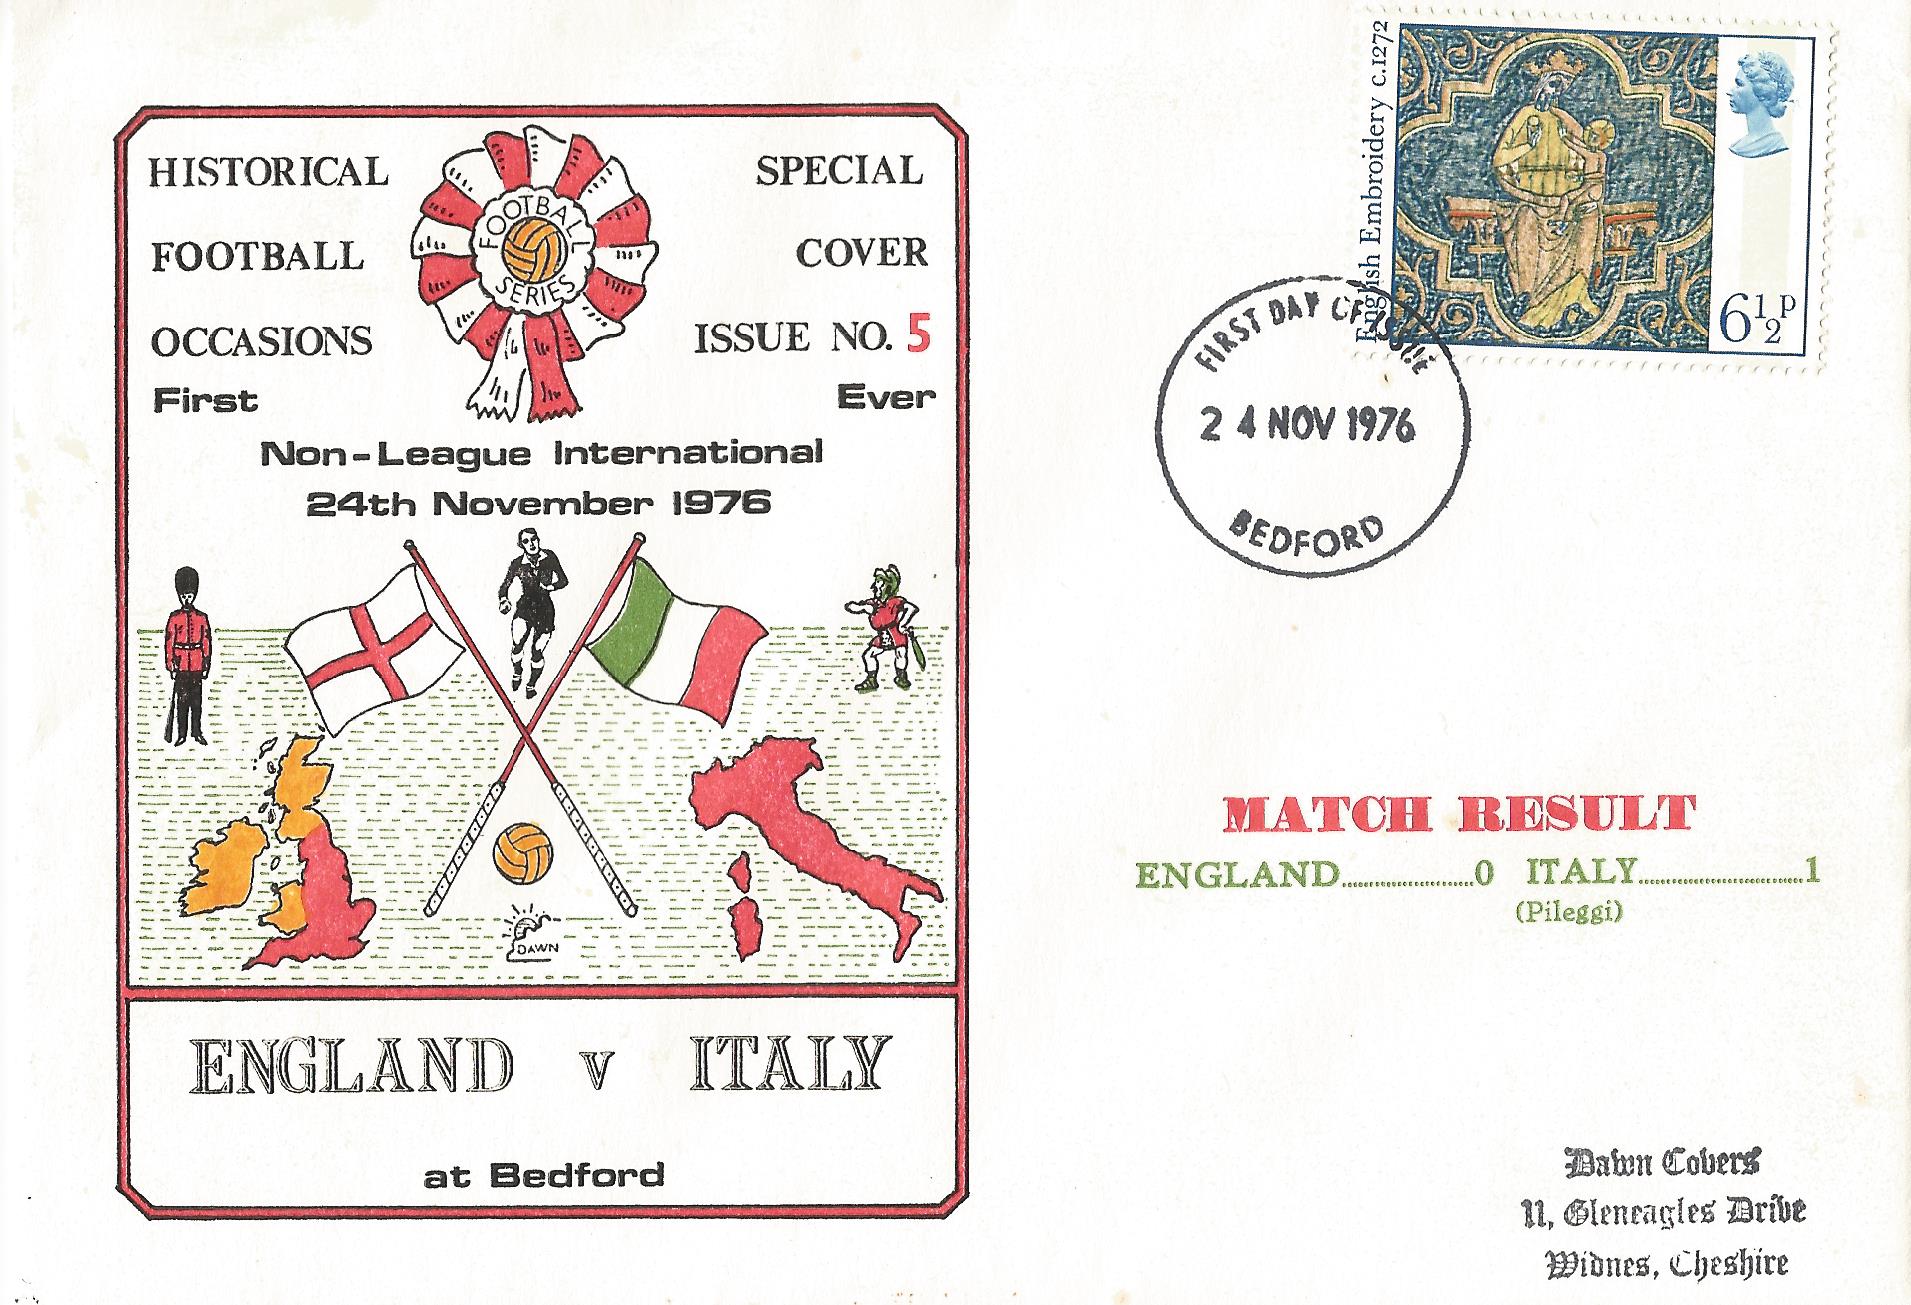 HISTORICAL SPECIAL
FOOTBALL COVER
OCCASIONS ISSUE NO. 5
FOOTBALL
SERIES
First Ever
Non-League International
24th November 1976
DAWN
ENGLAND v ITALY
at Bedford
English Embroidery c.1272
6½P
FIRST DAY OF ISSUE
24 NOV 1976
BEDFORD
MATCH RESULT
ENGLAND......................0 ITALY............................1
(Pileggi)
Dawn Covers
11, Gleneagles Drive
Widnes, Cheshire